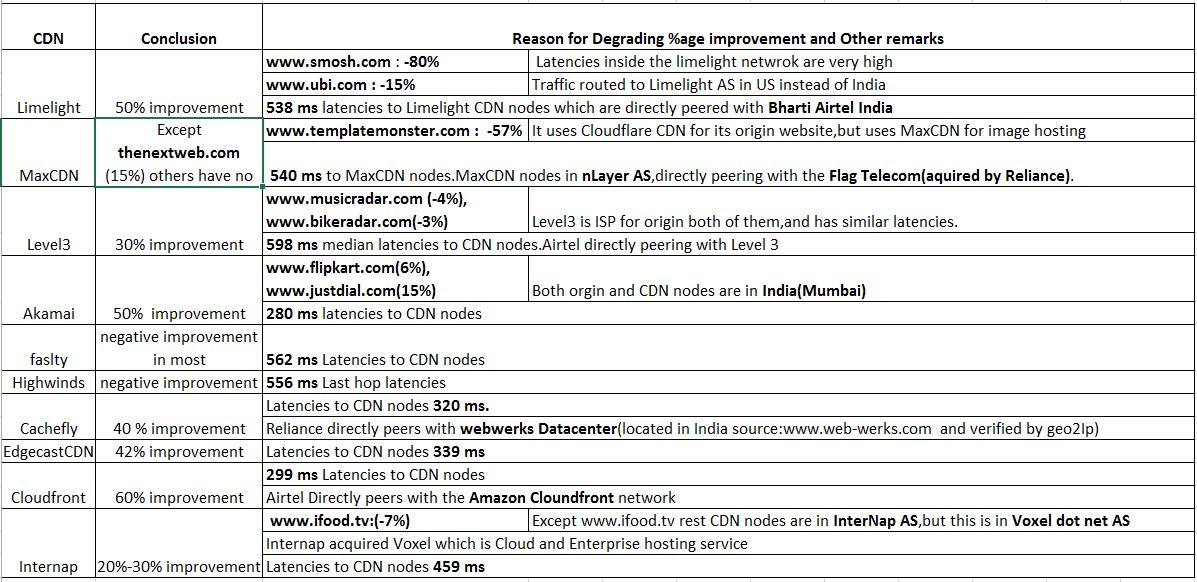 CDN Conclusion Reason for Degrading %age improvement and Other remarks
www.smosh.com : -80% Latencies inside the limelight netwrok are very high
www.ubi.com : -15% Traffic routed to Limelight AS in US instead of India
Limelight 50% improvement 538 ms latencies to Limelight CDN nodes which are directly peered with Bharti Airtel India
Except www.templatemonster.com : -57% It uses Cloudflare CDN for its origin website,but uses MaxCDN for image hosting
thenextweb.com
MaxCDN (15%) others have no 540 ms to MaxCDN nodes.MaxCDN nodes in nLayer AS,directly peering with the Flag Telecom(aquired by Reliance).
www.musicradar.com (-4%),
www.bikeradar.com(-3%) Level3 is ISP for origin both of them,and has similar latencies.
Level3 30% improvement 598 ms median latencies to CDN nodes.Airtel directly peering with Level 3
www.flipkart.com(6%),
www.justdial.com(15%) Both orgin and CDN nodes are in India(Mumbai)
Akamai 50% improvement 280 ms latencies to CDN nodes
negative improvement
faslty in most 562 ms Latencies to CDN nodes
Highwinds negative improvement 556 ms Last hop latencies
Latencies to CDN nodes 320 ms.
Cachefly 40 % improvement Reliance directly peers with webwerks Datacenter(located in India source:www.web-werks.com and verified by geo2Ip)
EdgecastCDN 42% improvement Latencies to CDN nodes 339 ms
299 ms Latencies to CDN nodes
Cloudfront 60% improvement Airtel Directly peers with the Amazon Cloundfront network
www.ifood.tv:(-7%) Except www.ifood.tv rest CDN nodes are in InterNap AS,but this is in Voxel dot net AS
Internap acquired Voxel which is Cloud and Enterprise hosting service
Internap 20%-30% improvement Latencies to CDN nodes 459 ms